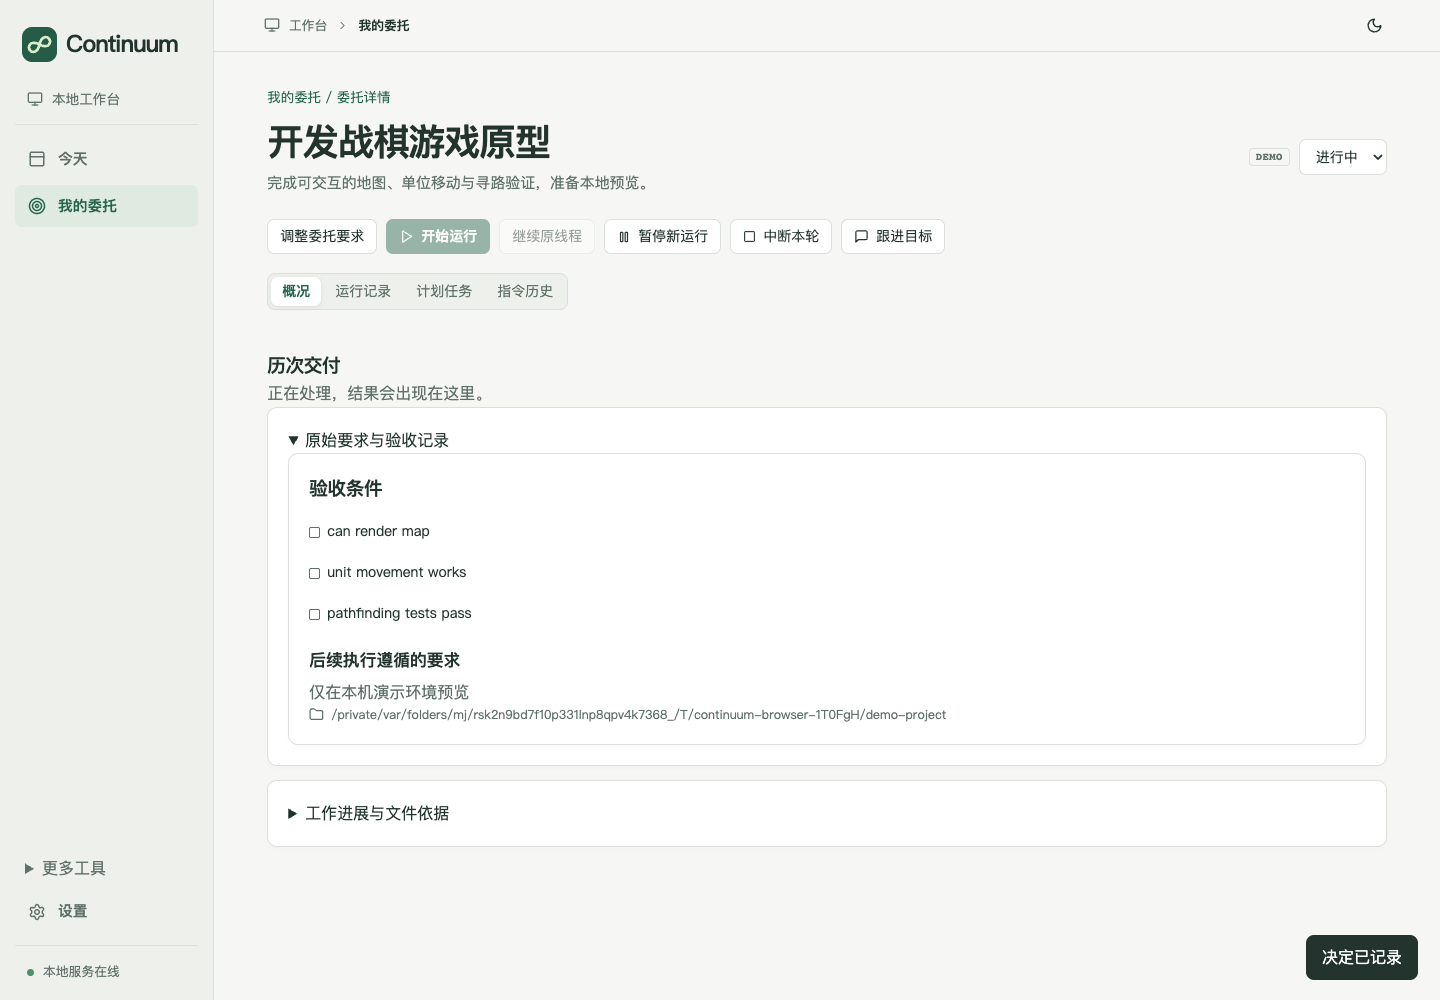 Continuum
本地工作台
今天
我的委托
更多工具
设置
本地服务在线
工作台 > 我的委托
我的委托 / 委托详情
开发战棋游戏原型
完成可交互的地图、单位移动与寻路验证，准备本地预览。
DEMO
进行中
调整委托要求 开始运行 继续原线程 暂停新运行 中断本轮 跟进目标
概况 运行记录 计划任务 指令历史
历次交付
正在处理，结果会出现在这里。
原始要求与验收记录
验收条件
can render map
unit movement works
pathfinding tests pass
后续执行遵循的要求
仅在本机演示环境预览
/private/var/folders/mj/rsk2n9bd7f10p331lnp8qpv4k7368_/T/continuum-browser-1T0FgH/demo-project
工作进展与文件依据
决定已记录